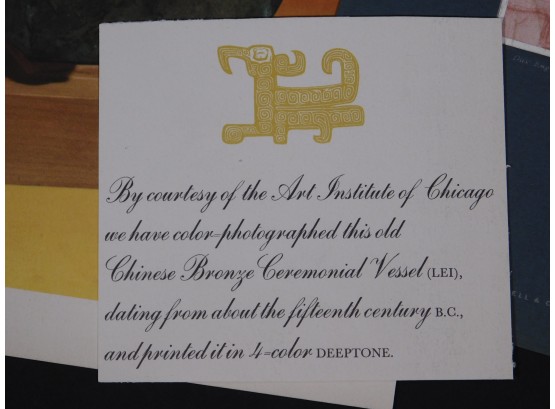 By courtesy of the Art Institute of Chicago
we have color-photographed this old
Chinese Bronze Ceremonial Vessel (LEI),
dating from about the fifteenth century B.C.,
and printed it in 4-color DEEPTONE.